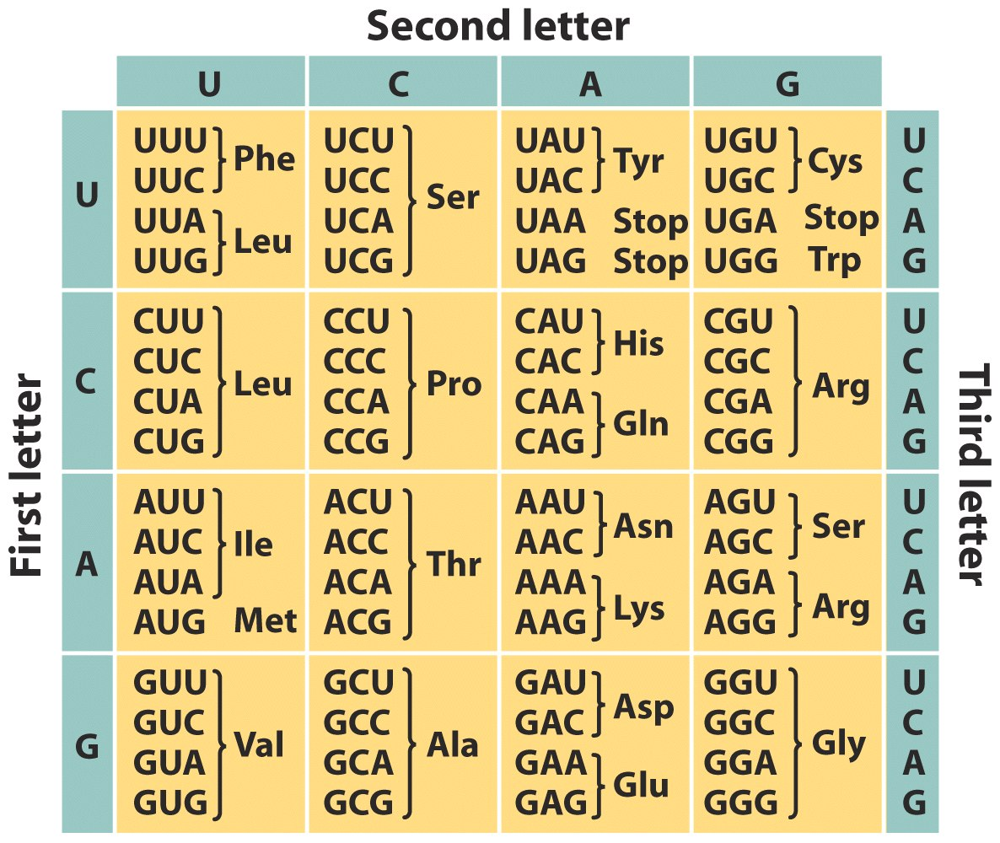 Second letter
U C A G
First letter
Third letter
U
UUU
UUC
Phe
UUA
UUG
Leu
UCU
UCC
UCA
UCG
Ser
UAU
UAC
Tyr
UAA Stop
UAG Stop
UGU
UGC
Cys
UGA Stop
UGG Trp
U
C
A
G
C
CUU
CUC
CUA
CUG
Leu
CCU
CCC
CCA
CCG
Pro
CAU
CAC
His
CAA
CAG
Gln
CGU
CGC
CGA
CGG
Arg
U
C
A
G
A
AUU
AUC
AUA
Ile
AUG Met
ACU
ACC
ACA
ACG
Thr
AAU
AAC
Asn
AAA
AAG
Lys
AGU
AGC
Ser
AGA
AGG
Arg
U
C
A
G
G
GUU
GUC
GUA
GUG
Val
GCU
GCC
GCA
GCG
Ala
GAU
GAC
Asp
GAA
GAG
Glu
GGU
GGC
GGA
GGG
Gly
U
C
A
G